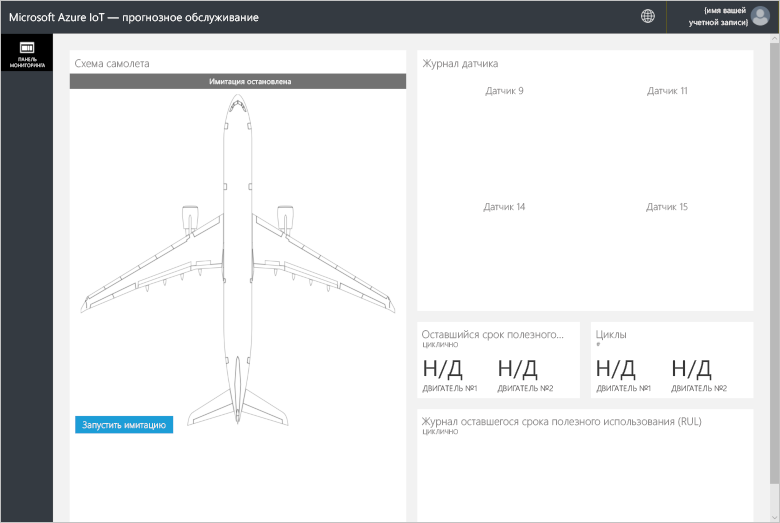 Microsoft Azure IoT — прогнозное обслуживание
{имя вашей
учетной записи}
ПАНЕЛЬ
МОНИТОРИНГА
Схема самолета
Имитация остановлена
Запустить имитацию
Журнал датчика
Датчик 9
Датчик 11
Датчик 14
Датчик 15
Оставшийся срок полезного...
ЦИКЛИЧНО
Н/Д
Н/Д
ДВИГАТЕЛЬ №1
ДВИГАТЕЛЬ №2
Циклы
#
Н/Д
Н/Д
ДВИГАТЕЛЬ №1
ДВИГАТЕЛЬ №2
Журнал оставшегося срока полезного использования (RUL)
ЦИКЛИЧНО